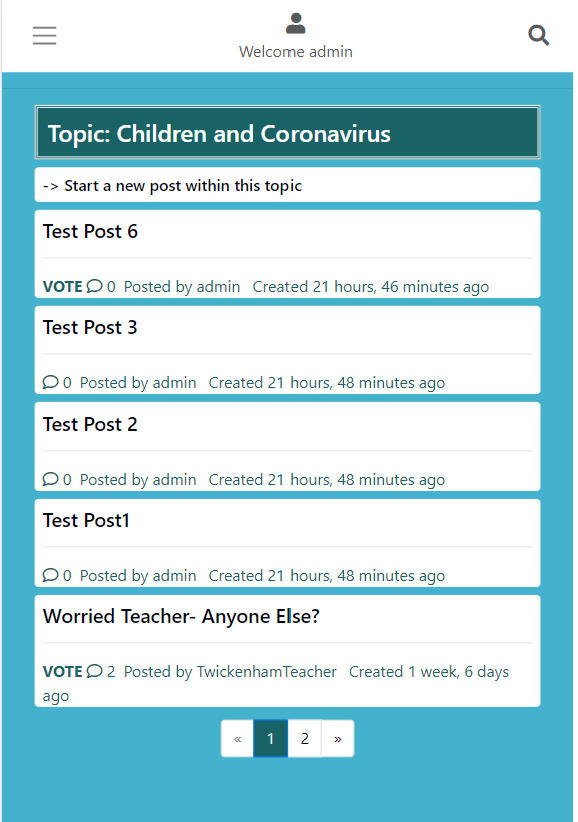 Welcome admin
Topic: Children and Coronavirus
-> Start a new post within this topic
Test Post 6
VOTE 0 Posted by admin Created 21 hours, 46 minutes ago
Test Post 3
0 Posted by admin Created 21 hours, 48 minutes ago
Test Post 2
0 Posted by admin Created 21 hours, 48 minutes ago
Test Post1
0 Posted by admin Created 21 hours, 48 minutes ago
Worried Teacher- Anyone Else?
VOTE 2 Posted by TwickenhamTeacher Created 1 week, 6 days
ago
« 1 2 »